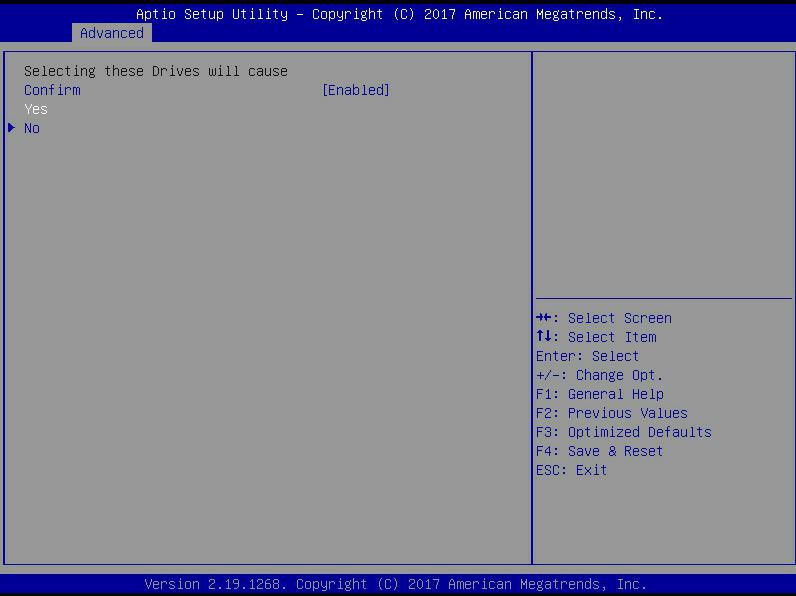 Aptio Setup Utility – Copyright (C) 2017 American Megatrends, Inc.
Advanced
Selecting these Drives will cause
Confirm [Enabled]
Yes
No
→←: Select Screen
↑↓: Select Item
Enter: Select
+/-: Change Opt.
F1: General Help
F2: Previous Values
F3: Optimized Defaults
F4: Save & Reset
ESC: Exit
Version 2.19.1268. Copyright (C) 2017 American Megatrends, Inc.